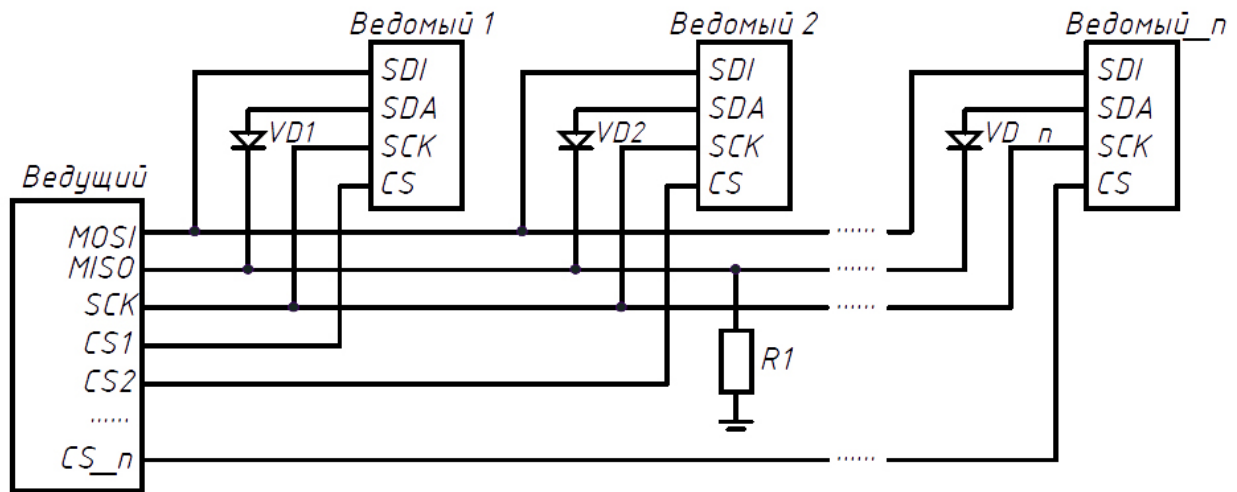 Ведомый 1
SDI
SDA
SCK
CS
VD1
Ведомый 2
SDI
SDA
SCK
CS
VD2
Ведомый_n
SDI
SDA
SCK
CS
VD n
Ведущий
MOSI
MISO
SCK
CS1
CS2
......
CS_n
......
......
......
......
R1